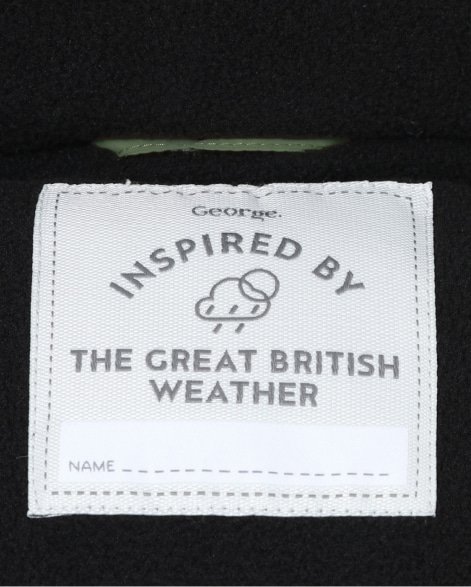 George.
INSPIRED BY
THE GREAT BRITISH
WEATHER
NAME